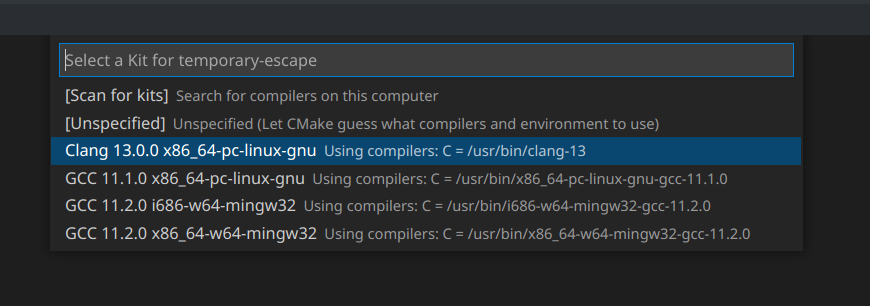 Select a Kit for temporary-escape
[Scan for kits] Search for compilers on this computer
[Unspecified] Unspecified (Let CMake guess what compilers and environment to use)
Clang 13.0.0 x86_64-pc-linux-gnu Using compilers: C = /usr/bin/clang-13
GCC 11.1.0 x86_64-pc-linux-gnu Using compilers: C = /usr/bin/x86_64-pc-linux-gnu-gcc-11.1.0
GCC 11.2.0 i686-w64-mingw32 Using compilers: C = /usr/bin/i686-w64-mingw32-gcc-11.2.0
GCC 11.2.0 x86_64-w64-mingw32 Using compilers: C = /usr/bin/x86_64-w64-mingw32-gcc-11.2.0